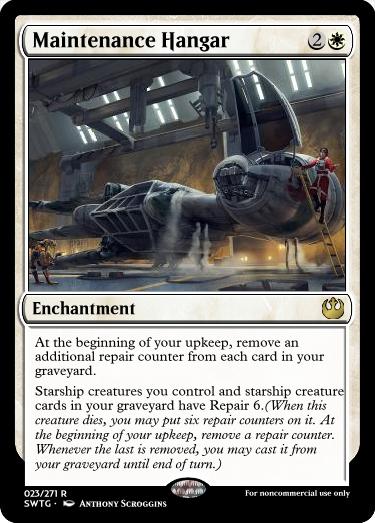 Maintenance Hangar 2
Enchantment
At the beginning of your upkeep, remove an
additional repair counter from each card in your
graveyard.
Starship creatures you control and starship creature
cards in your graveyard have Repair 6.(When this
creature dies, you may put six repair counters on it. At
the beginning of your upkeep, remove a repair counter.
Whenever the last is removed, you may cast it from
your graveyard until end of turn.)
023/271 R
For noncommercial use only
SWTG · Anthony Scroggins